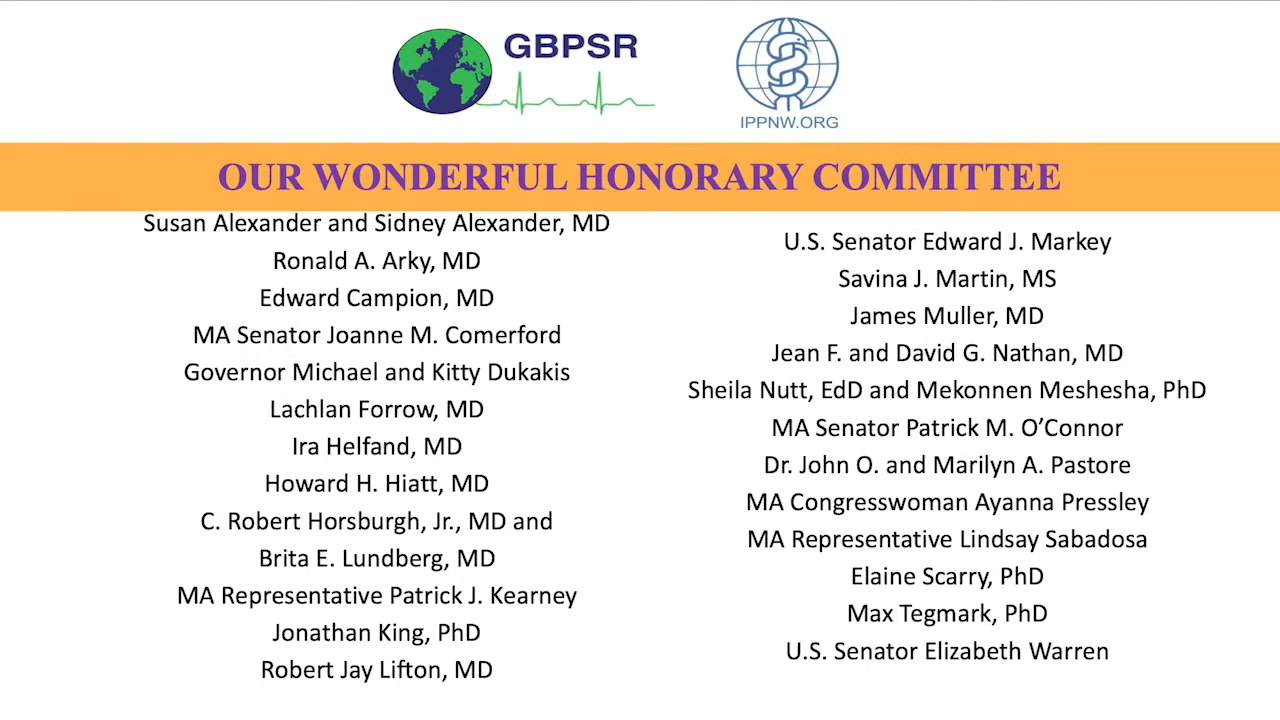 GBPSR
IPPNW.ORG
OUR WONDERFUL HONORARY COMMITTEE
Susan Alexander and Sidney Alexander, MD
Ronald A. Arky, MD
Edward Campion, MD
MA Senator Joanne M. Comerford
Governor Michael and Kitty Dukakis
Lachlan Forrow, MD
Ira Helfand, MD
Howard H. Hiatt, MD
C. Robert Horsburgh, Jr., MD and
Brita E. Lundberg, MD
MA Representative Patrick J. Kearney
Jonathan King, PhD
Robert Jay Lifton, MD
U.S. Senator Edward J. Markey
Savina J. Martin, MS
James Muller, MD
Jean F. and David G. Nathan, MD
Sheila Nutt, EdD and Mekonnen Meshesha, PhD
MA Senator Patrick M. O’Connor
Dr. John O. and Marilyn A. Pastore
MA Congresswoman Ayanna Pressley
MA Representative Lindsay Sabadosa
Elaine Scarry, PhD
Max Tegmark, PhD
U.S. Senator Elizabeth Warren